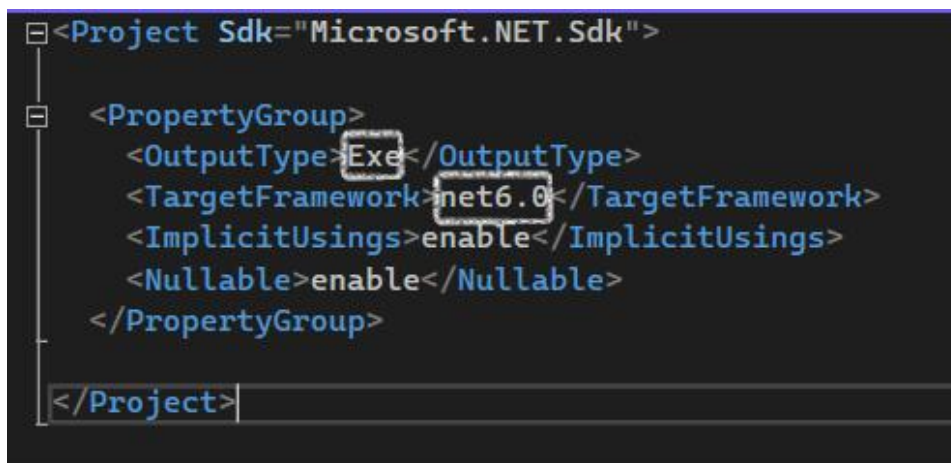 <Project Sdk="Microsoft.NET.Sdk">
<PropertyGroup>
<OutputType>Exe</OutputType>
<TargetFramework>net6.0</TargetFramework>
<ImplicitUsings>enable</ImplicitUsings>
<Nullable>enable</Nullable>
</PropertyGroup>
</Project>